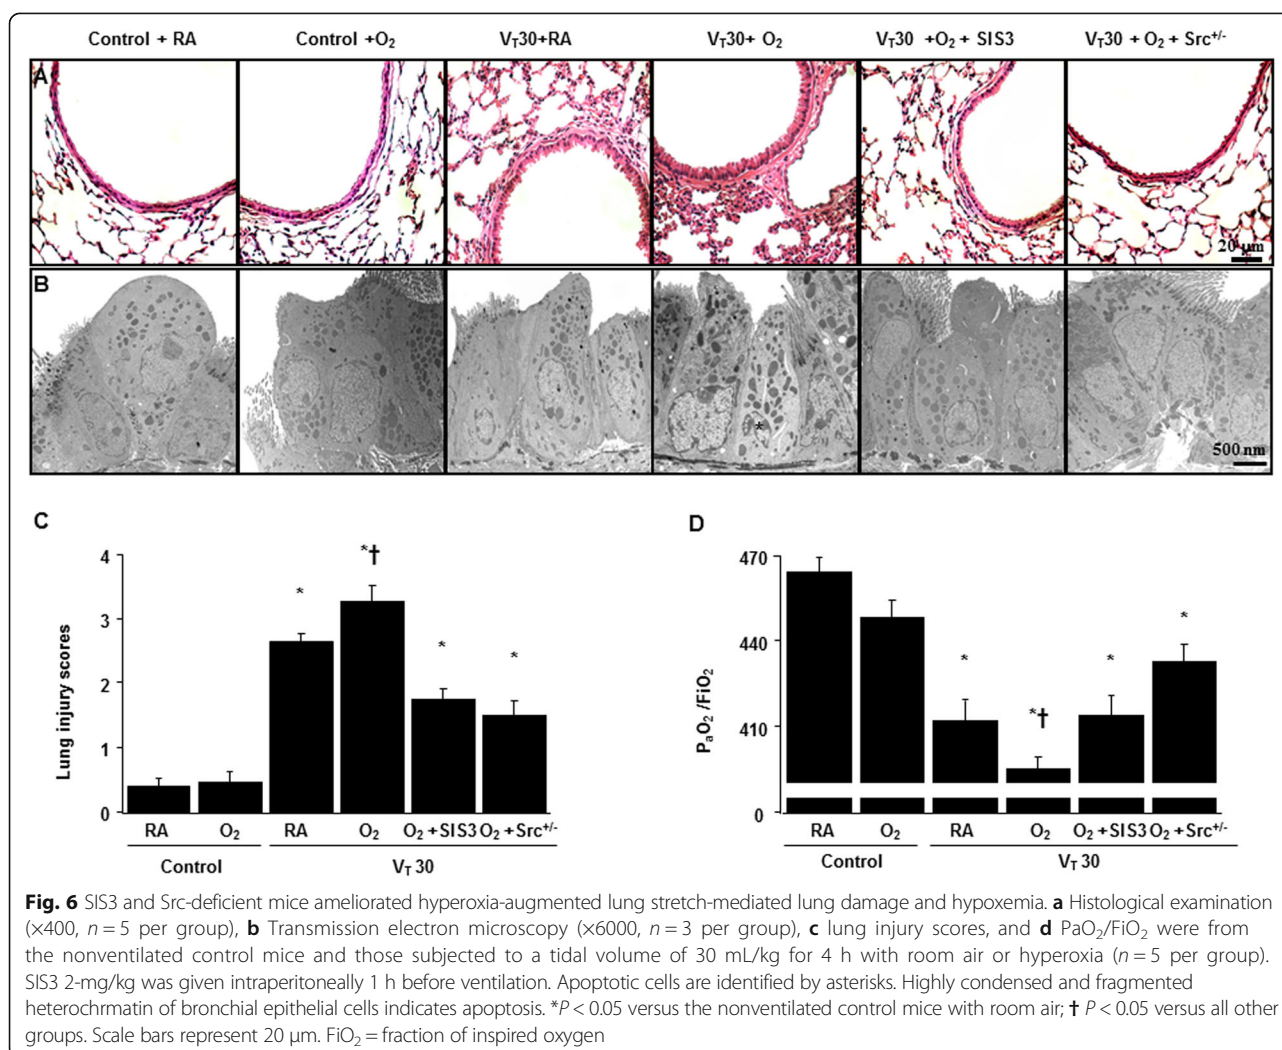 Control + RA Control +O₂ V_T30+RA V_T30+ O₂ V_T30 +O₂ + SIS3 V_T30 + O₂ + Src⁺/⁻
A
20 µm
B
*
500 nm
C
Lung injury scores
4
3
2
1
0
* *† * *
RA O₂ RA O₂ O₂ +SIS3 O₂ +Src⁺/⁻
Control V_T 30
D
PₐO₂ /FiO₂
470
440
410
0
* *† * *
RA O₂ RA O₂ O₂ +SIS3 O₂ +Src⁺/⁻
Control V_T 30
Fig. 6 SIS3 and Src-deficient mice ameliorated hyperoxia-augmented lung stretch-mediated lung damage and hypoxemia. a Histological examination
(×400, n = 5 per group), b Transmission electron microscopy (×6000, n = 3 per group), c lung injury scores, and d PaO₂/FiO₂ were from
the nonventilated control mice and those subjected to a tidal volume of 30 mL/kg for 4 h with room air or hyperoxia (n = 5 per group).
SIS3 2-mg/kg was given intraperitoneally 1 h before ventilation. Apoptotic cells are identified by asterisks. Highly condensed and fragmented
heterochrmatin of bronchial epithelial cells indicates apoptosis. *P < 0.05 versus the nonventilated control mice with room air; † P < 0.05 versus all other
groups. Scale bars represent 20 µm. FiO₂ = fraction of inspired oxygen